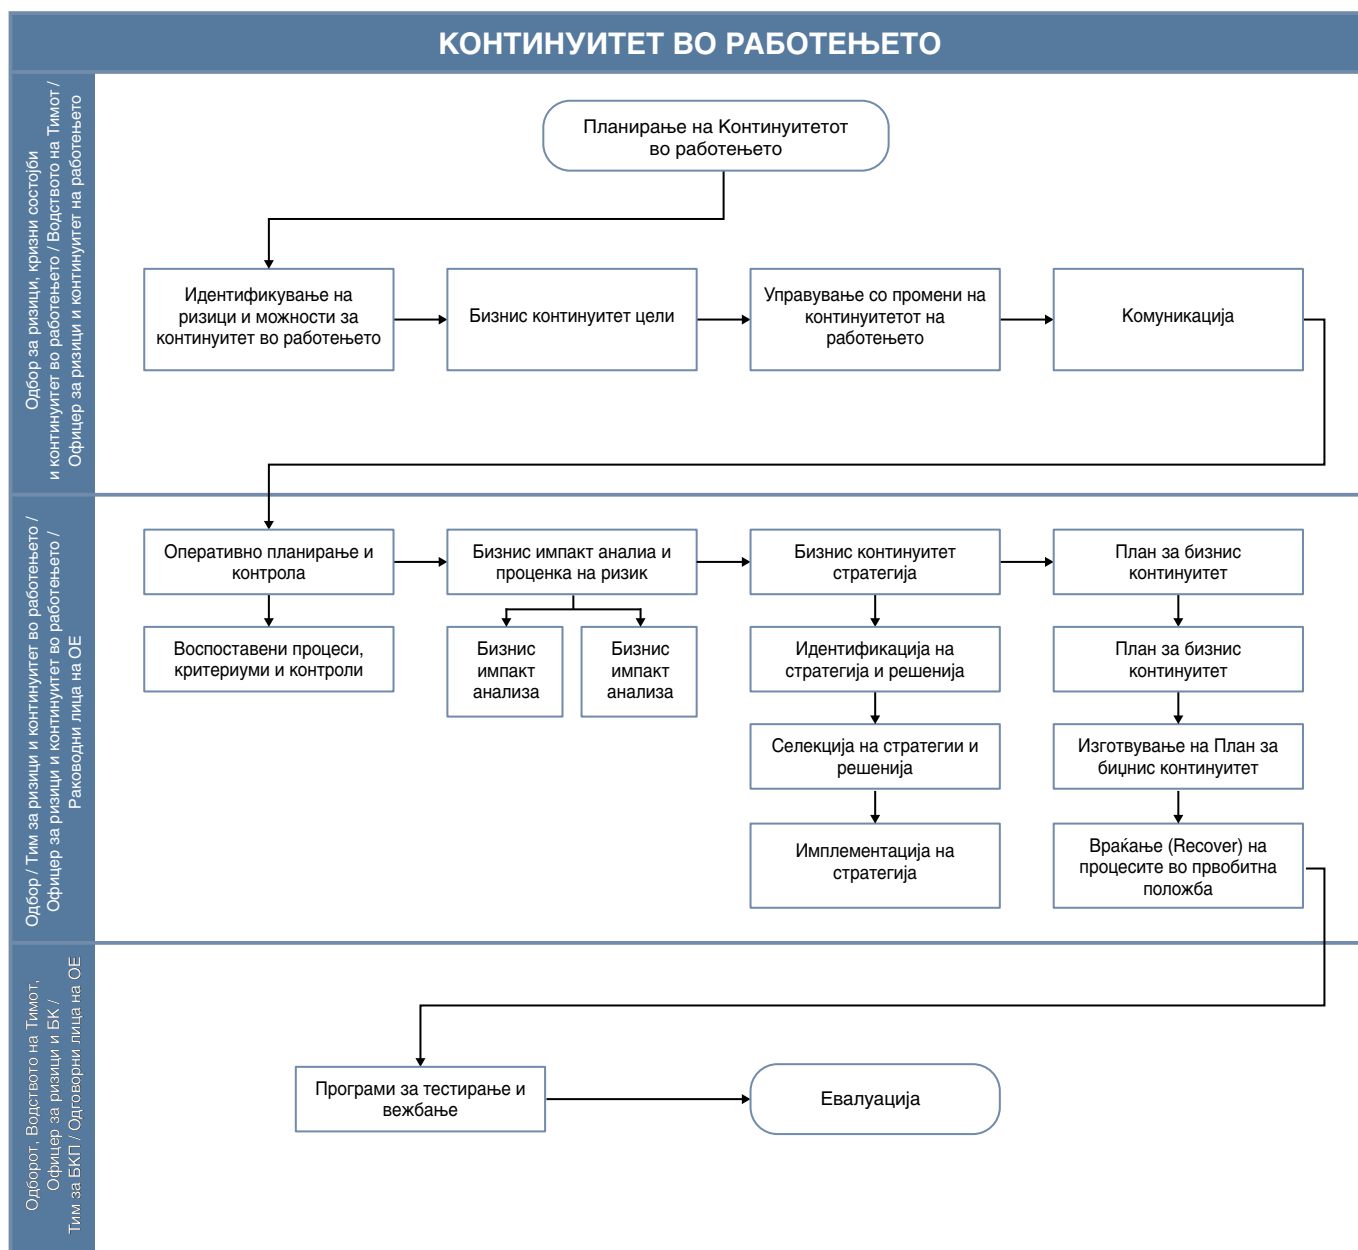 КОНТИНУИТЕТ ВО РАБОТЕЊЕТО
Одбор за ризици, кризни состојби
и континуитет во работењето / Водството на Тимот /
Офицер за ризици и континуитет на работењето
Планирање на Континуитетот
во работењето
Идентификување на
ризици и можности за
континуитет во работењето
Бизнис континуитет цели
Управување со промени на
континуитетот на
работењето
Комуникација
Одбор / Тим за ризици и континуитет во работењето /
Офицер за ризици и континуитет во работењето /
Раководни лица на ОЕ
Оперативно планирање и
контрола
Бизнис импакт аналиа и
проценка на ризик
Бизнис континуитет
стратегија
План за бизнис
континуитет
Воспоставени процеси,
критериуми и контроли
Бизнис
импакт
анализа
Бизнис
импакт
анализа
Идентификација на
стратегија и решенија
План за бизнис
континуитет
Селекција на стратегии и
решенија
Изготвување на План за
биџнис континуитет
Имплементација на
стратегија
Враќање (Recover) на
процесите во првобитна
положба
Одборот, Водството на Тимот,
Офицер за ризици и БК /
Тим за БКП / Одговорни лица на ОЕ
Програми за тестирање и
вежбање
Евалуација